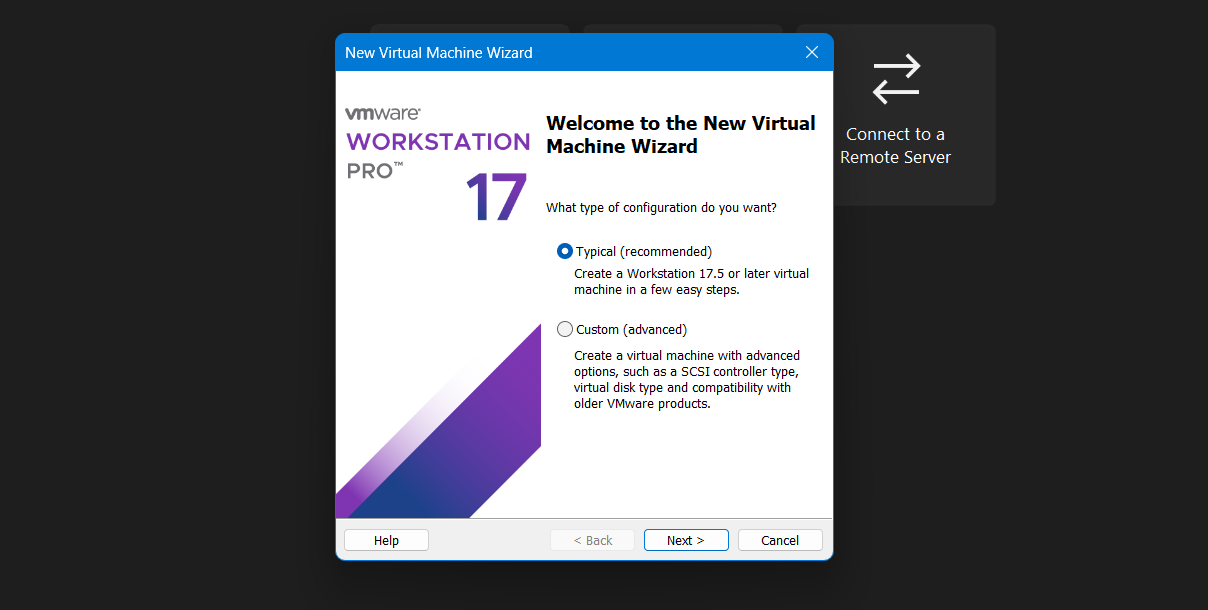 New Virtual Machine Wizard
vmware®
WORKSTATION
PRO™
17
Welcome to the New Virtual
Machine Wizard
What type of configuration do you want?
Typical (recommended)
Create a Workstation 17.5 or later virtual
machine in a few easy steps.
Custom (advanced)
Create a virtual machine with advanced
options, such as a SCSI controller type,
virtual disk type and compatibility with
older VMware products.
Help
< Back
Next >
Cancel
Connect to a
Remote Server